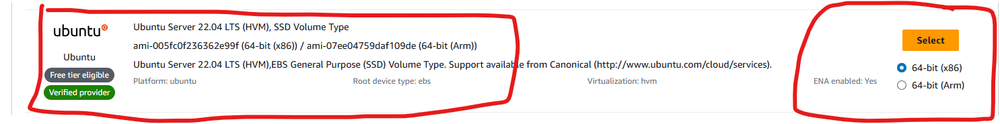 ubuntu
Ubuntu
Free tier eligible
Verified provider
Ubuntu Server 22.04 LTS (HVM), SSD Volume Type
ami-005fc0f236362e99f (64-bit (x86)) / ami-07ee04759daf109de (64-bit (Arm))
Ubuntu Server 22.04 LTS (HVM),EBS General Purpose (SSD) Volume Type. Support available from Canonical (http://www.ubuntu.com/cloud/services).
Platform: ubuntu Root device type: ebs Virtualization: hvm ENA enabled: Yes
Select
64-bit (x86)
64-bit (Arm)